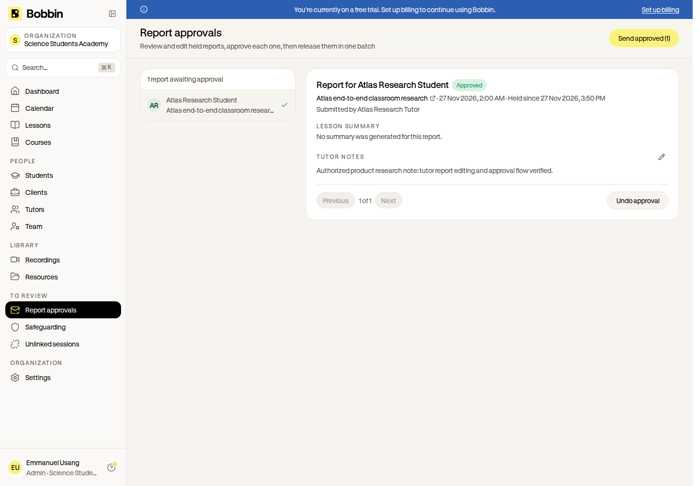 You're currently on a free trial. Set up billing to continue using Bobbin.
Set up billing
Bobbin
ORGANIZATION
S
Science Students Academy
Search...
⌘ K
Dashboard
Calendar
Lessons
Courses
PEOPLE
Students
Clients
Tutors
Team
LIBRARY
Recordings
Resources
TO REVIEW
Report approvals
Safeguarding
Unlinked sessions
ORGANIZATION
Settings
EU
Emmanuel Usang
Admin · Science Stude...
Report approvals
Review and edit held reports, approve each one, then release them in one batch
Send approved (1)
1 report awaiting approval
AR
Atlas Research Student
Atlas end-to-end classroom resear...
Report for Atlas Research Student
Approved
Atlas end-to-end classroom research · 27 Nov 2026, 2:00 AM · Held since 27 Nov 2026, 3:50 PM
Submitted by Atlas Research Tutor
LESSON SUMMARY
No summary was generated for this report.
TUTOR NOTES
Authorized product research note: tutor report editing and approval flow verified.
Previous
1 of 1
Next
Undo approval